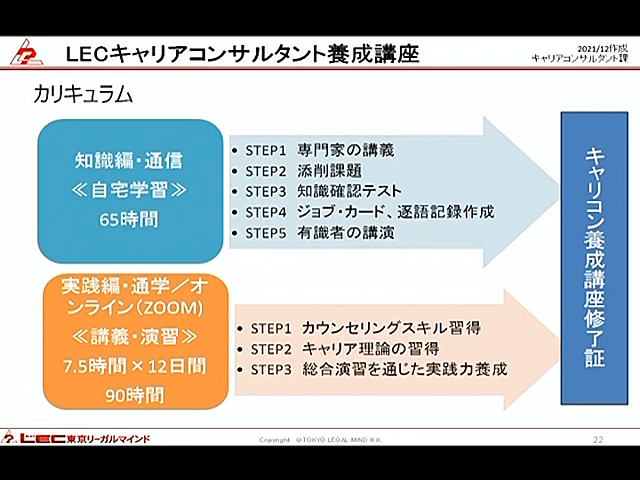 LECキャリアコンサルタント養成講座
2021/12作成
キャリアコンサルタント課
カリキュラム
知識編・通信
≪自宅学習≫
65時間
• STEP1 専門家の講義
• STEP2 添削課題
• STEP3 知識確認テスト
• STEP4 ジョブ・カード、逐語記録作成
• STEP5 有識者の講演
実践編・通学／オ
ンライン（ZOOM)
≪講義・演習≫
7.5時間×12日間
90時間
• STEP1 カウンセリングスキル習得
• STEP2 キャリア理論の習得
• STEP3 総合演習を通じた実践力養成
キャリコン養成講座修了証
LEC東京リーガルマインド
Copyright ©TOKYO LEGAL MIND K.K.
22